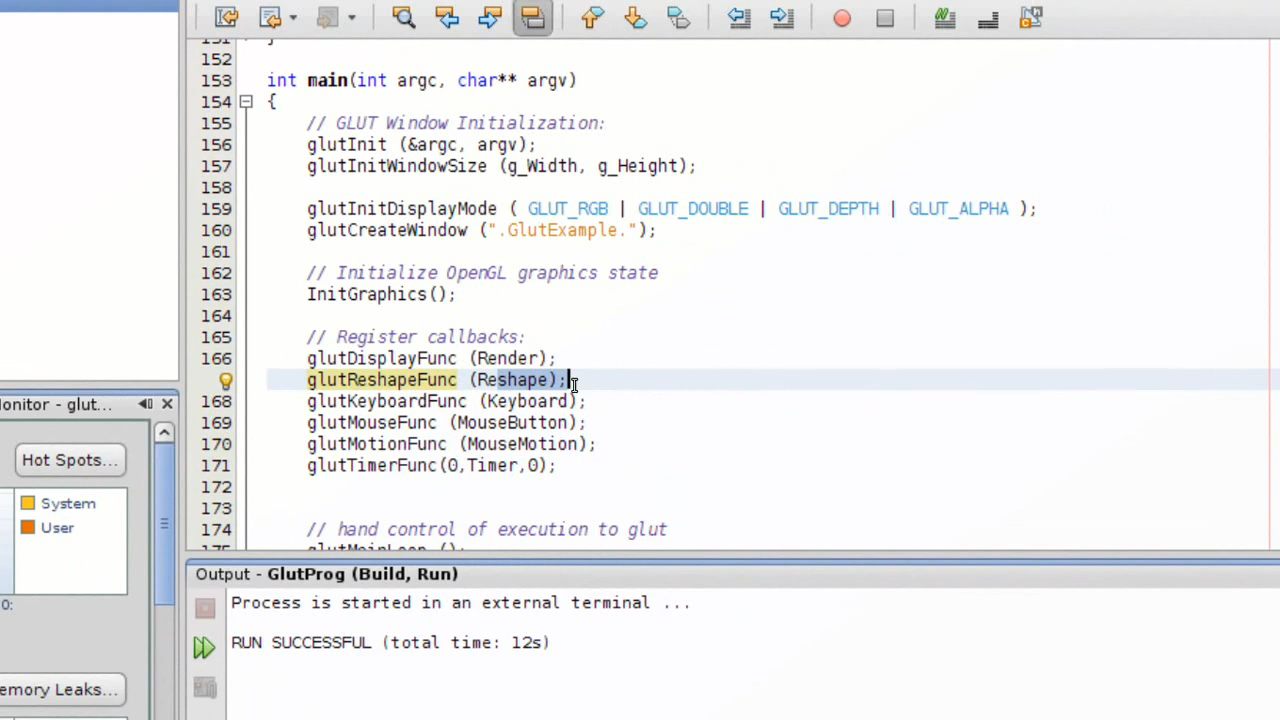 152
153 int main(int argc, char** argv)
154 {
155 // GLUT Window Initialization:
156 glutInit (&argc, argv);
157 glutInitWindowSize (g_Width, g_Height);
158
159 glutInitDisplayMode ( GLUT_RGB | GLUT_DOUBLE | GLUT_DEPTH | GLUT_ALPHA );
160 glutCreateWindow (".GlutExample.");
161
162 // Initialize OpenGL graphics state
163 InitGraphics();
164
165 // Register callbacks:
166 glutDisplayFunc (Render);
glutReshapeFunc (Reshape);
168 glutKeyboardFunc (Keyboard);
169 glutMouseFunc (MouseButton);
170 glutMotionFunc (MouseMotion);
171 glutTimerFunc(0,Timer,0);
172
173
174 // hand control of execution to glut
175 glutMainLoop ();
onitor - glut...
Hot Spots...
System
User
0:
emory Leaks...
Output - GlutProg (Build, Run)
Process is started in an external terminal ...
RUN SUCCESSFUL (total time: 12s)